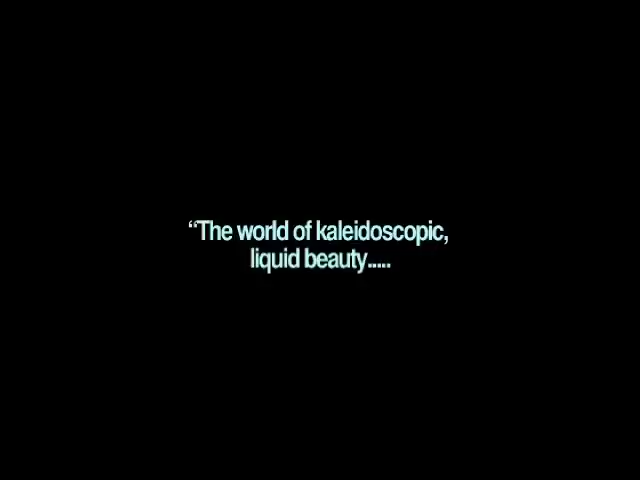 “The world of kaleidoscopic,
liquid beauty.....